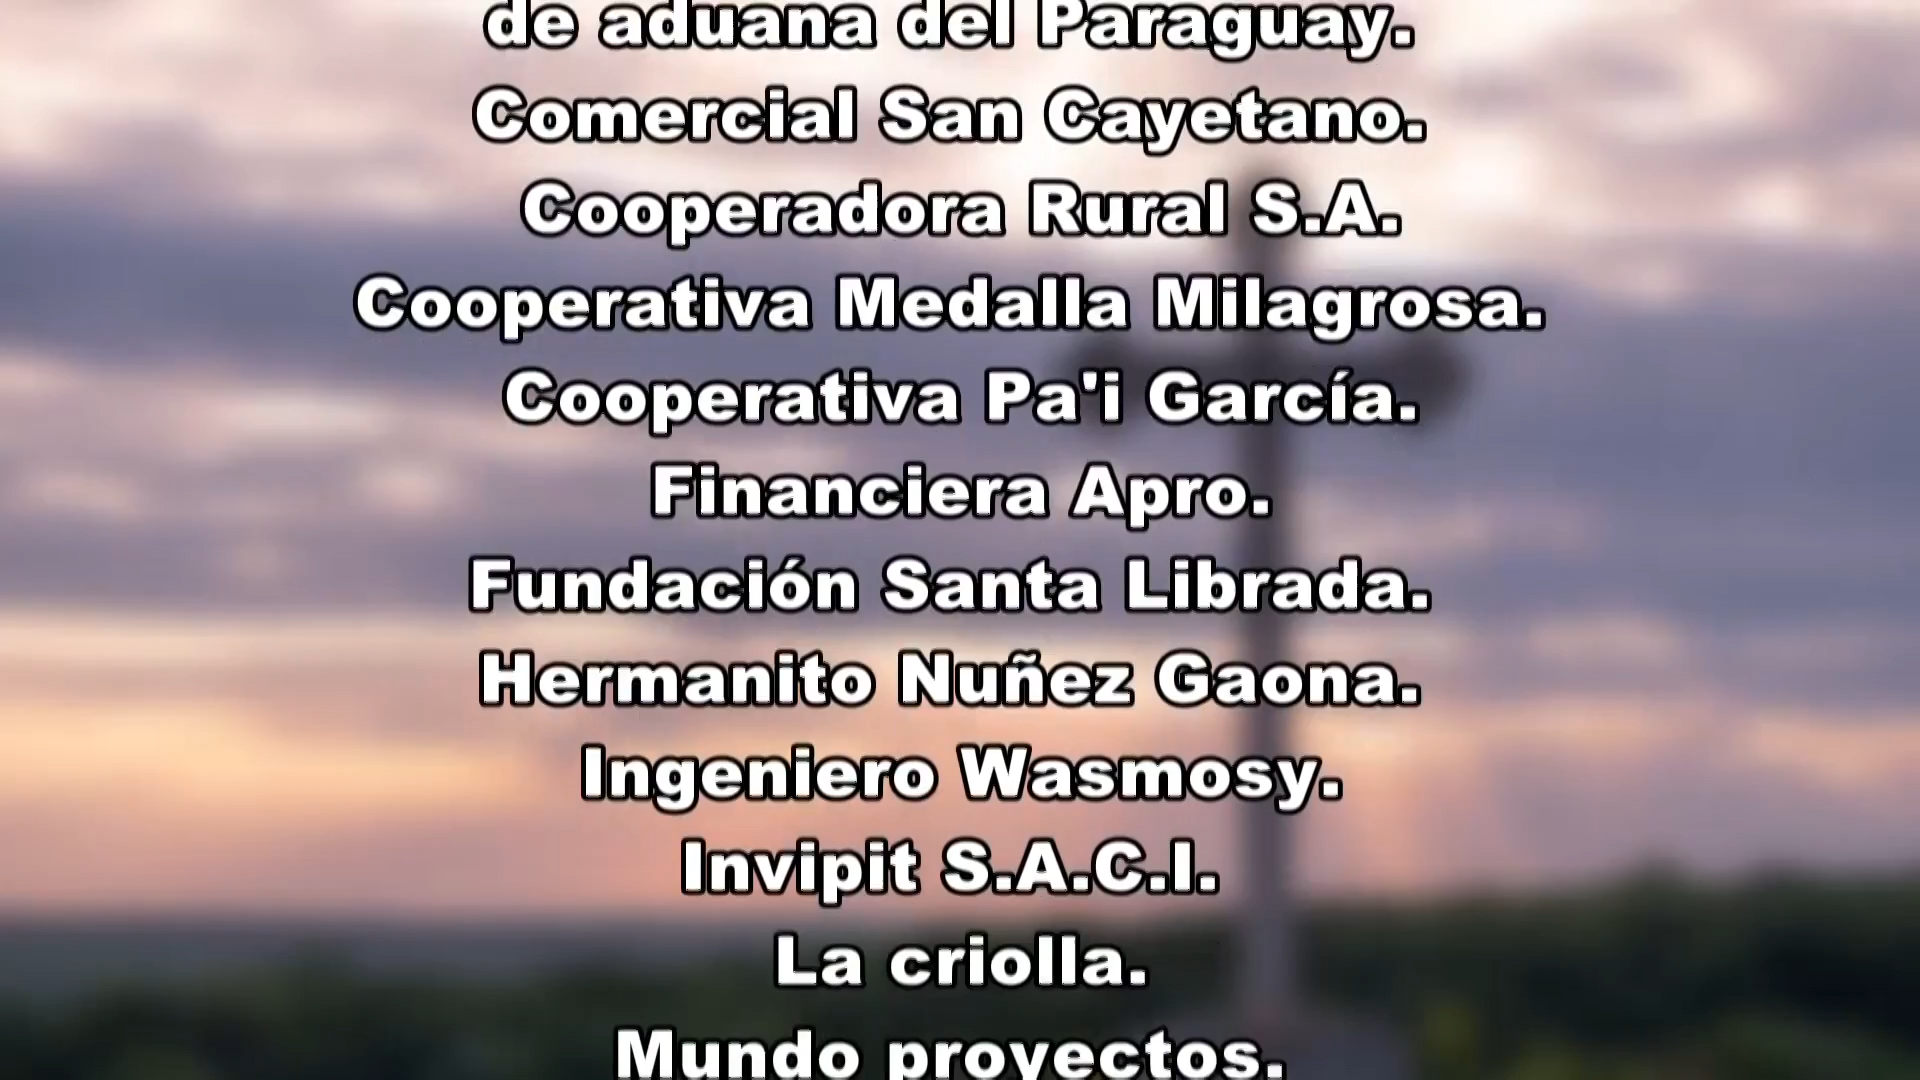 de aduana del Paraguay.
Comercial San Cayetano.
Cooperadora Rural S.A.
Cooperativa Medalla Milagrosa.
Cooperativa Pa'i García.
Financiera Apro.
Fundación Santa Librada.
Hermanito Nuñez Gaona.
Ingeniero Wasmosy.
Invipit S.A.C.I.
La criolla.
Mundo proyectos.